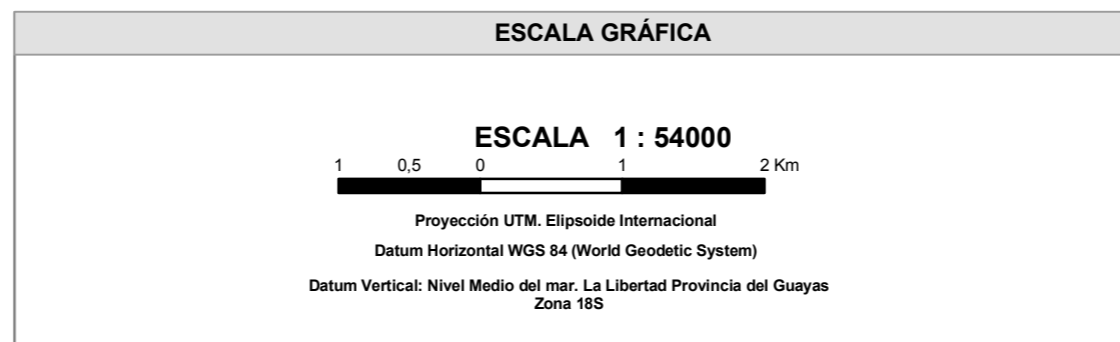 ESCALA GRÁFICA
ESCALA 1 : 54000
1 0,5 0 1 2 Km
Proyección UTM. Elipsoide Internacional
Datum Horizontal WGS 84 (World Geodetic System)
Datum Vertical: Nivel Medio del mar. La Libertad Provincia del Guayas
Zona 18S